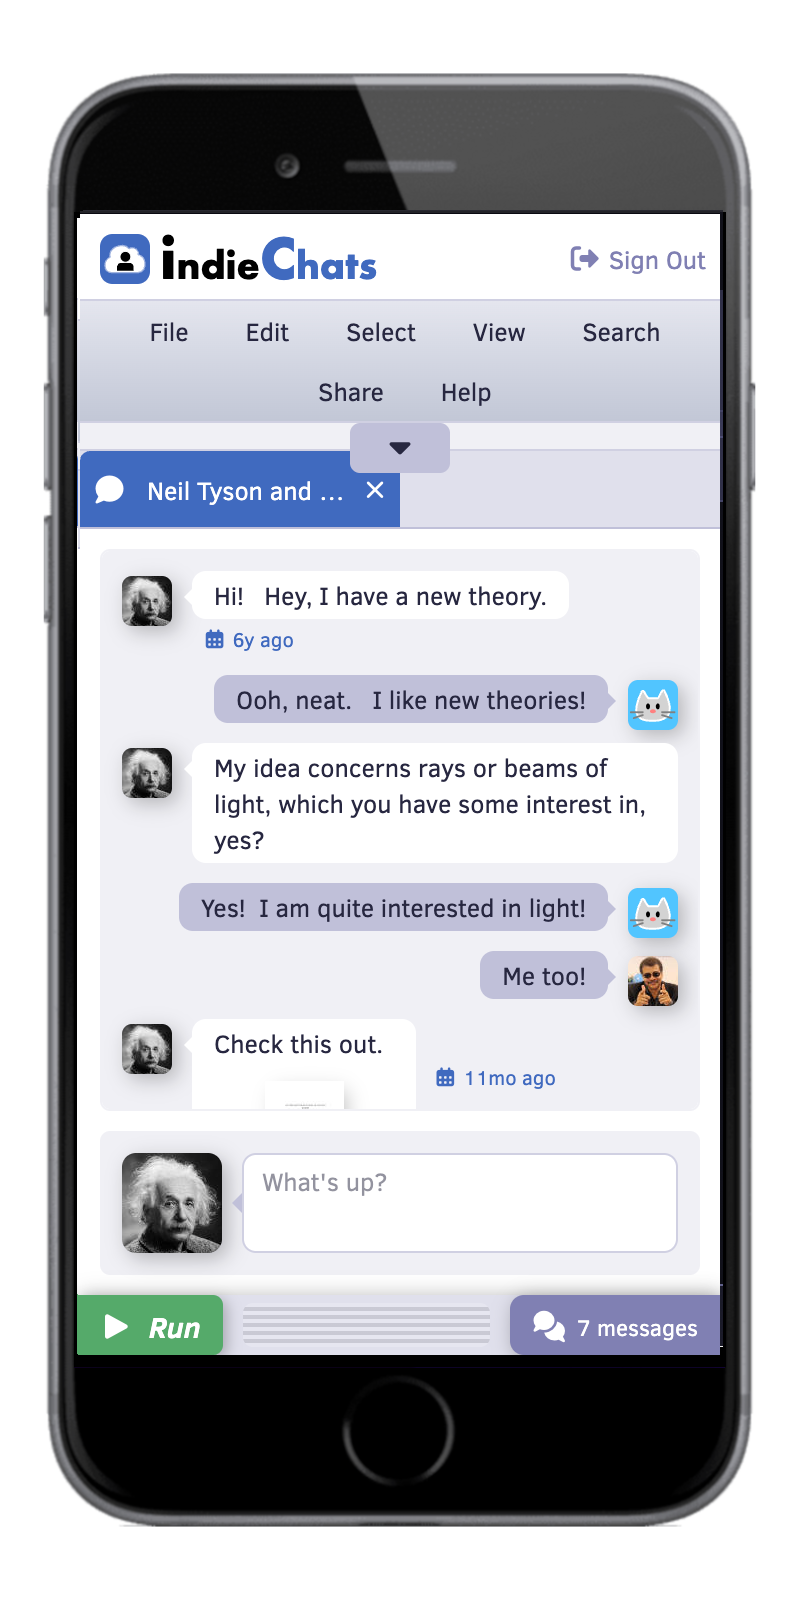 indieChats
Sign Out
File Edit Select View Search
Share Help
Neil Tyson and ...
Hi!   Hey, I have a new theory.
6y ago
Ooh, neat.   I like new theories!
My idea concerns rays or beams of
light, which you have some interest in,
yes?
Yes!  I am quite interested in light!
Me too!
Check this out.
11mo ago
What's up?
Run
7 messages